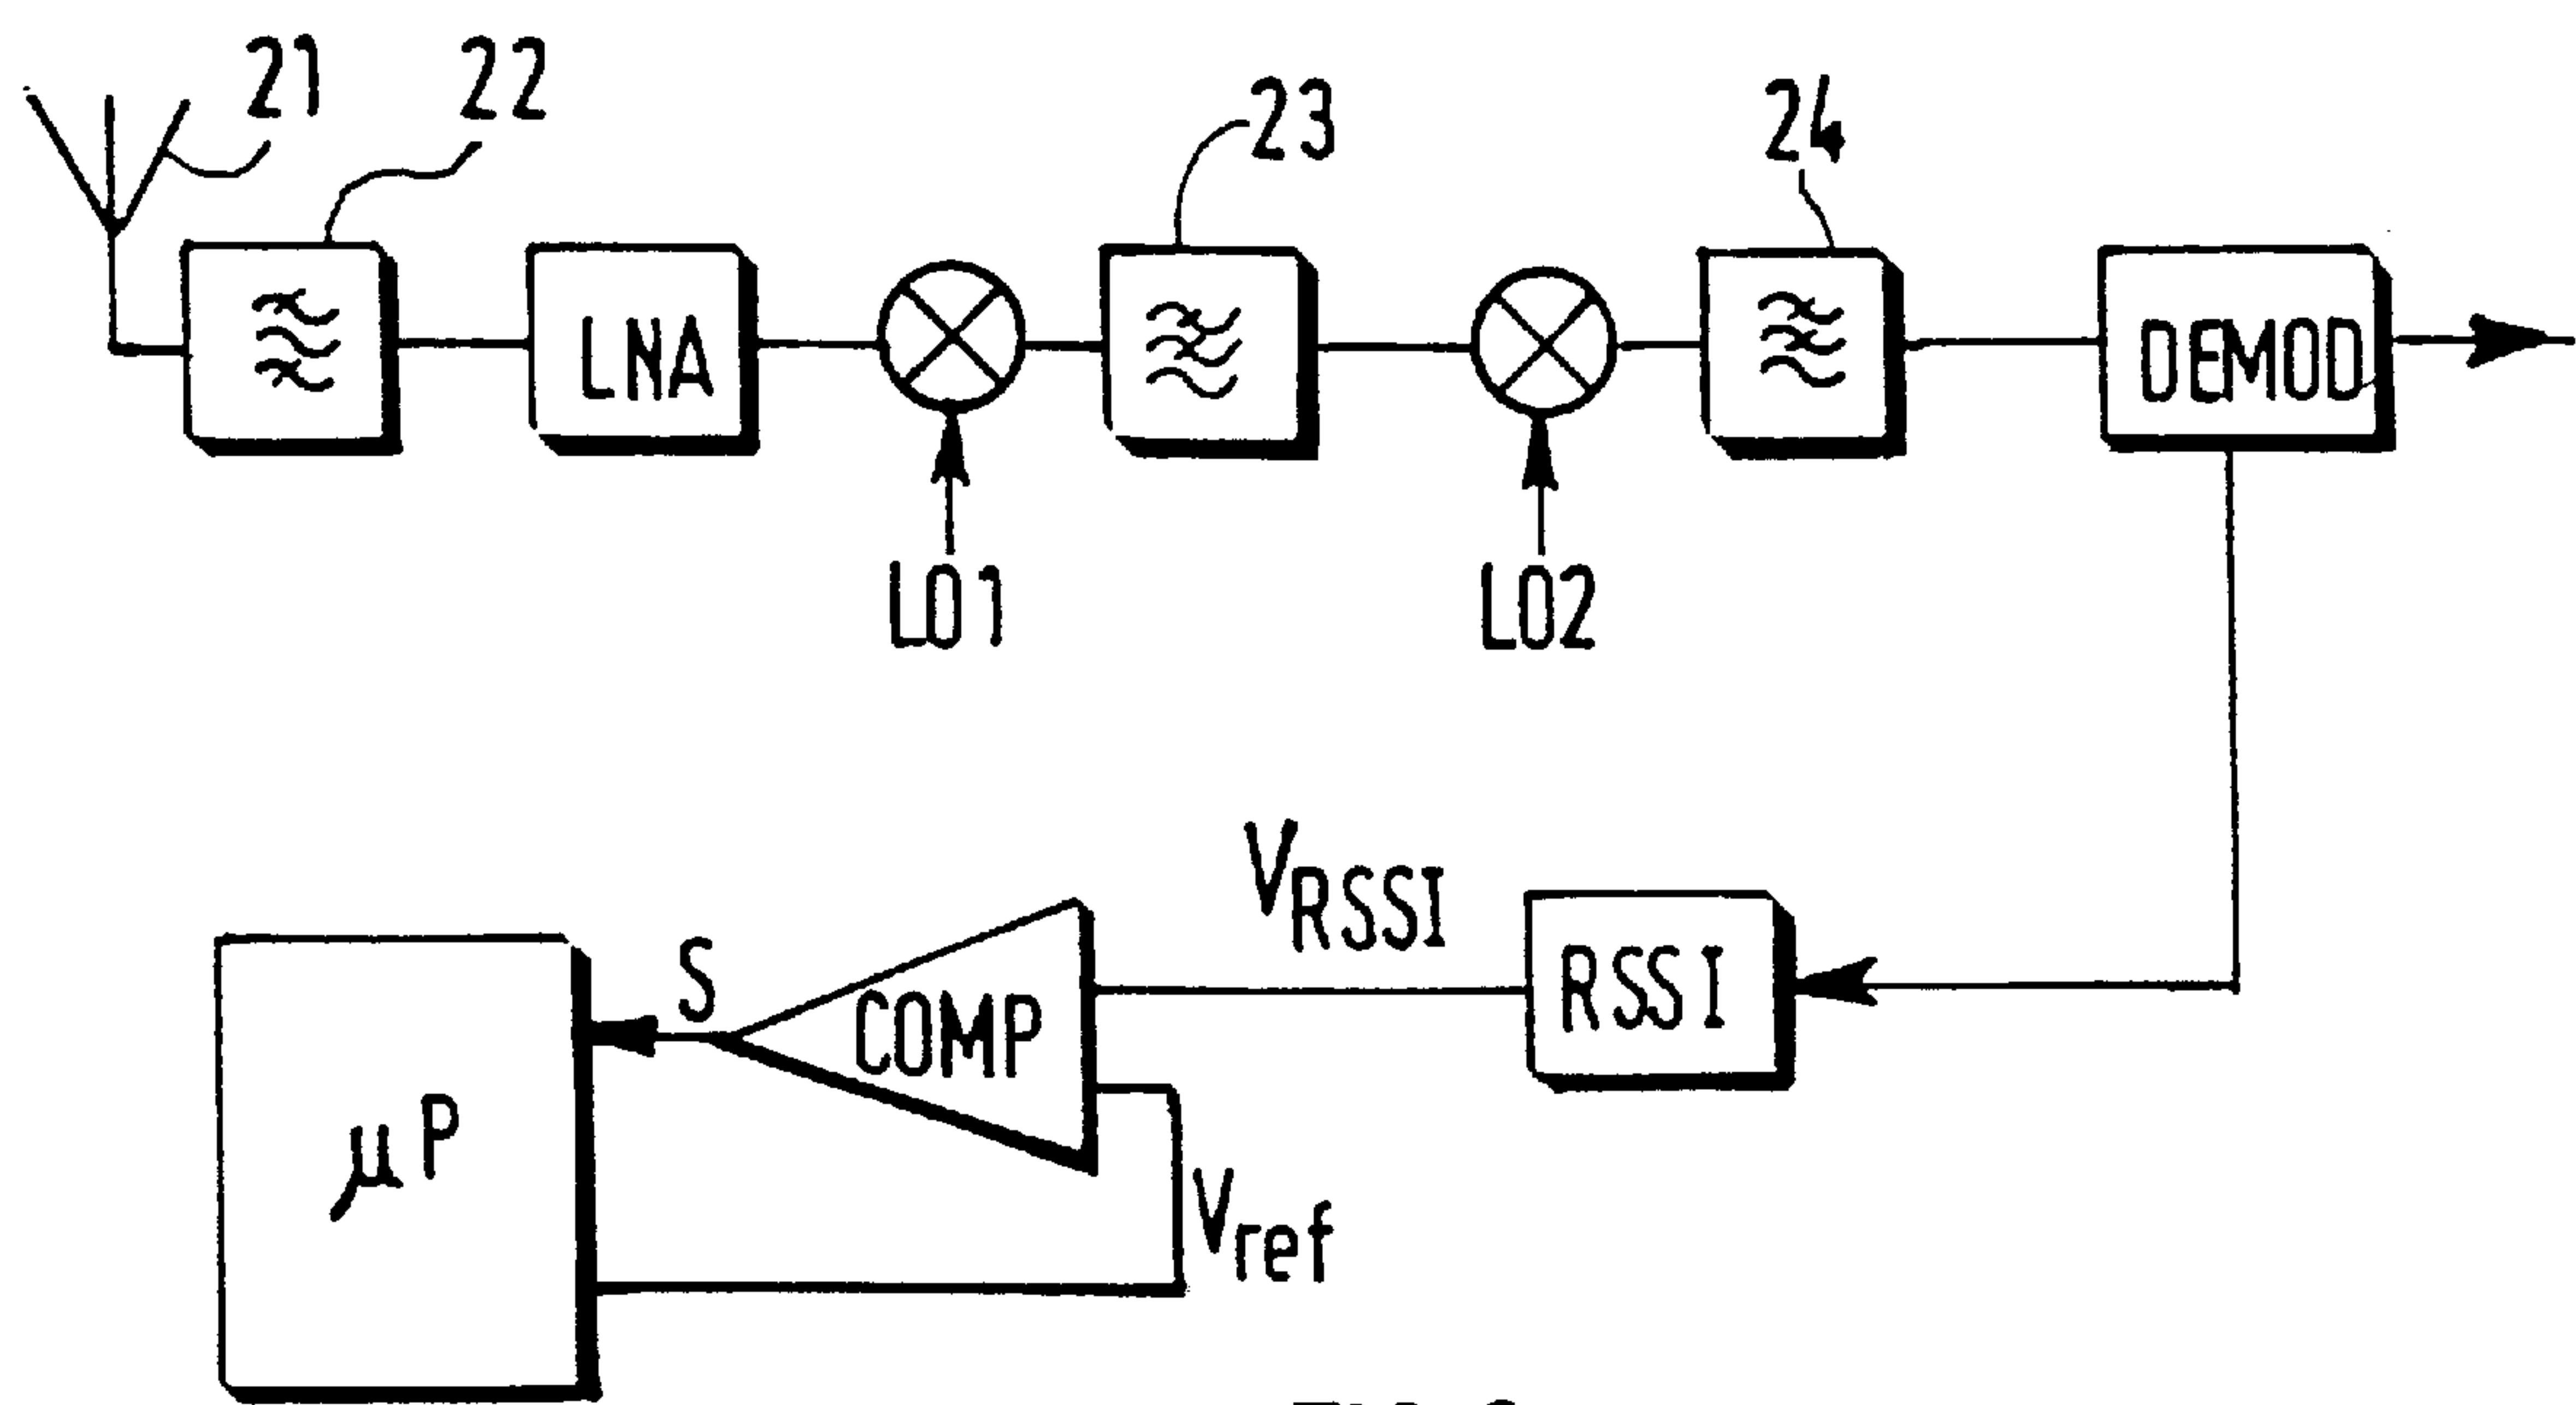 21
22
23
24
LNA
DEMOD
LO1
LO2
VRSSI
RSSI
S
COMP
μP
Vref